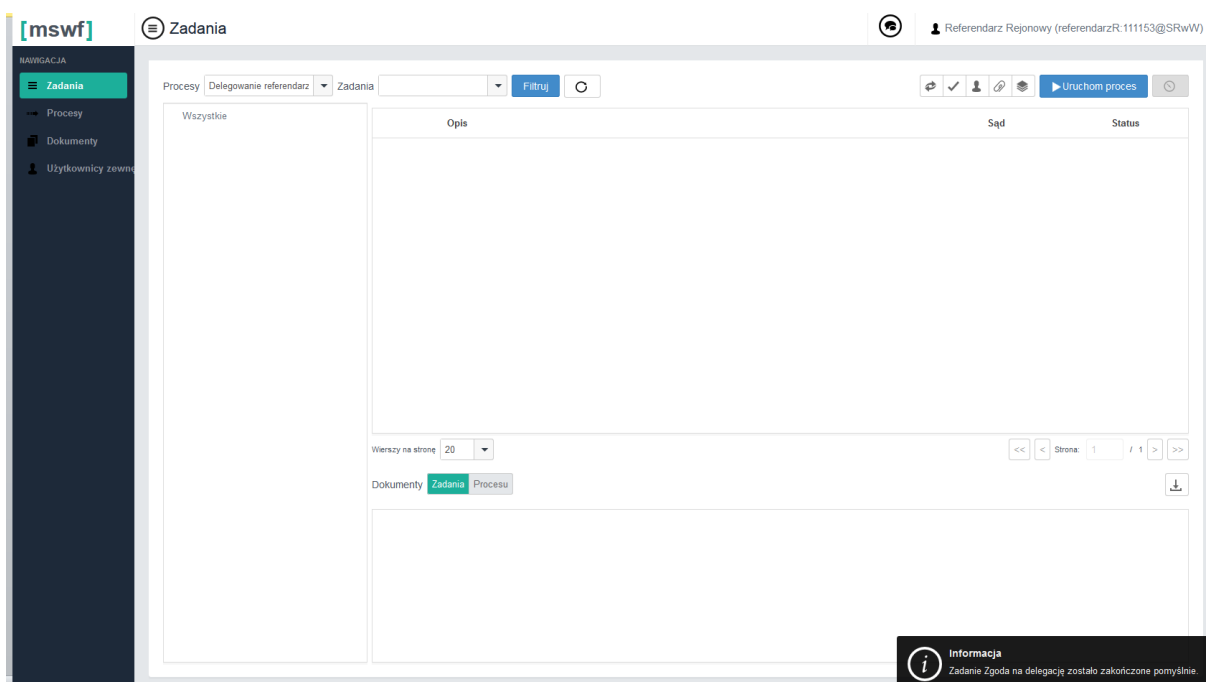 [mswf]
Zadania
Referendarz Rejonowy (referendarzR:111153@SRwW)
NAWIGACJA
Zadania
Procesy
Dokumenty
Użytkownicy zewnę
Procesy Delegowanie referendarz Zadania Filtruj Uruchom proces
Wszystkie
Opis Sąd Status
Wierszy na stronę 20 << < Strona: 1 / 1 > >>
Dokumenty Zadania Procesu
Informacja
Zadanie Zgoda na delegację zostało zakończone pomyślnie.